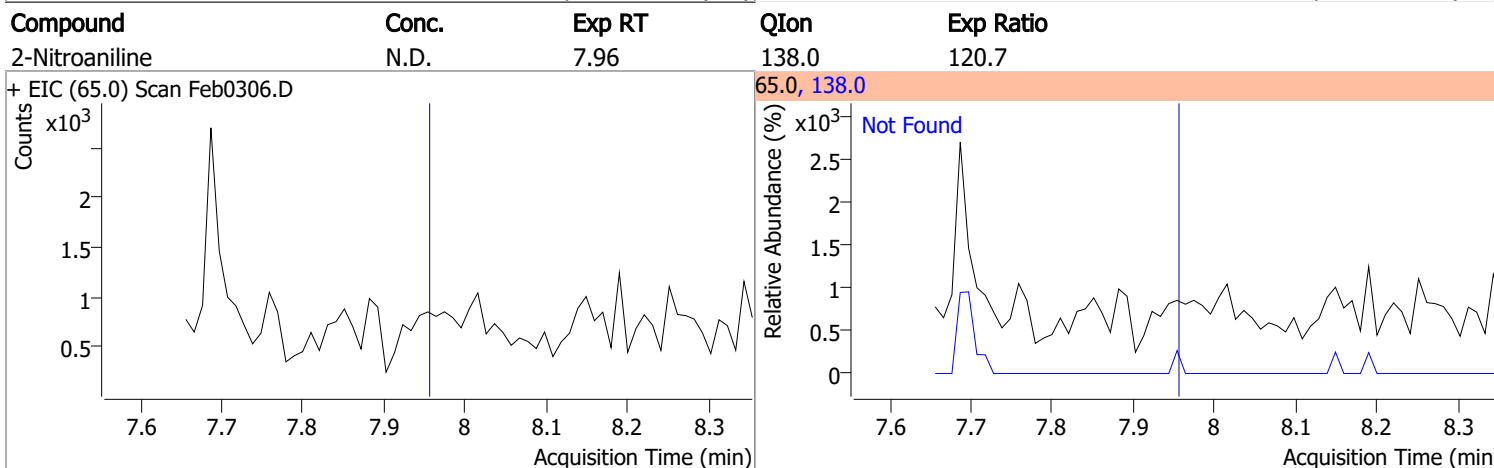 Compound Conc. Exp RT QIon Exp Ratio
2-Nitroaniline N.D. 7.96 138.0 120.7
+ EIC (65.0) Scan Feb0306.D
Counts
x10³
2
1.5
1
0.5
7.6 7.7 7.8 7.9 8 8.1 8.2 8.3
Acquisition Time (min)
65.0, 138.0
Relative Abundance (%)
x10³
Not Found
2.5
2
1.5
1
0.5
0
7.6 7.7 7.8 7.9 8 8.1 8.2 8.3
Acquisition Time (min)